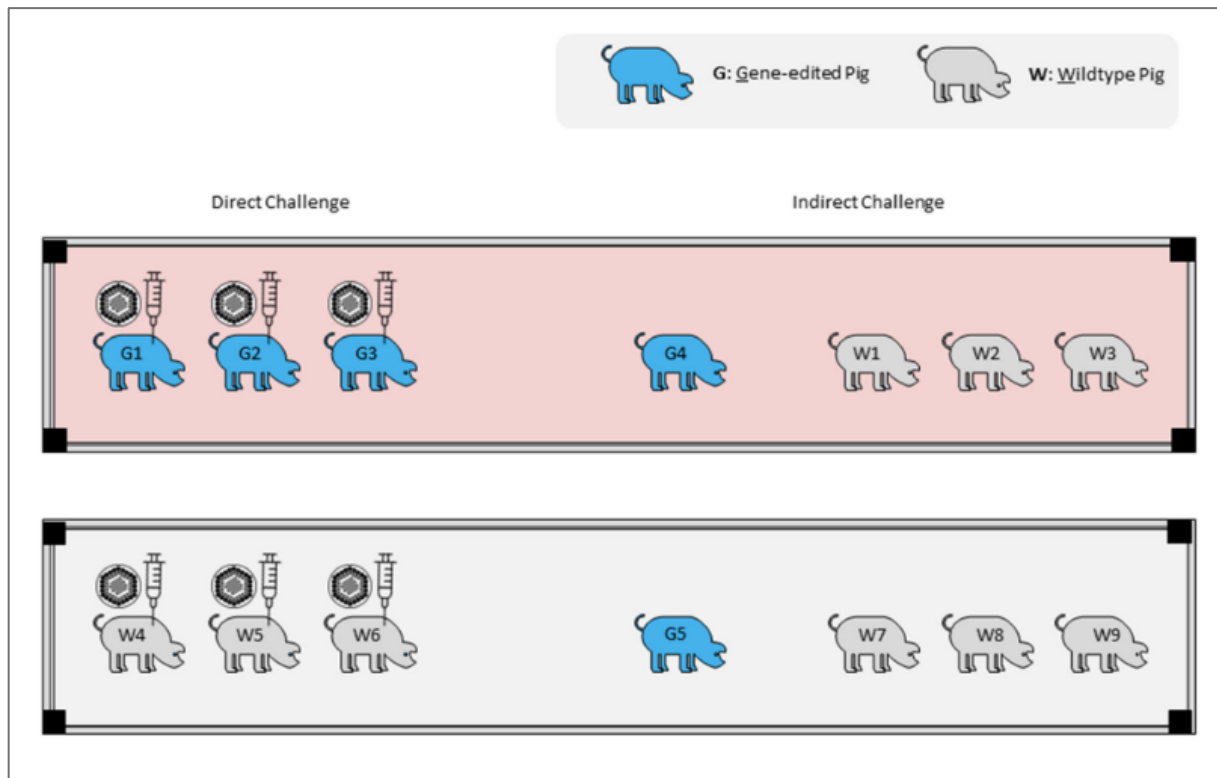 G: Gene-edited Pig W: Wildtype Pig
Direct Challenge Indirect Challenge
G1 G2 G3 G4 W1 W2 W3
W4 W5 W6 G5 W7 W8 W9